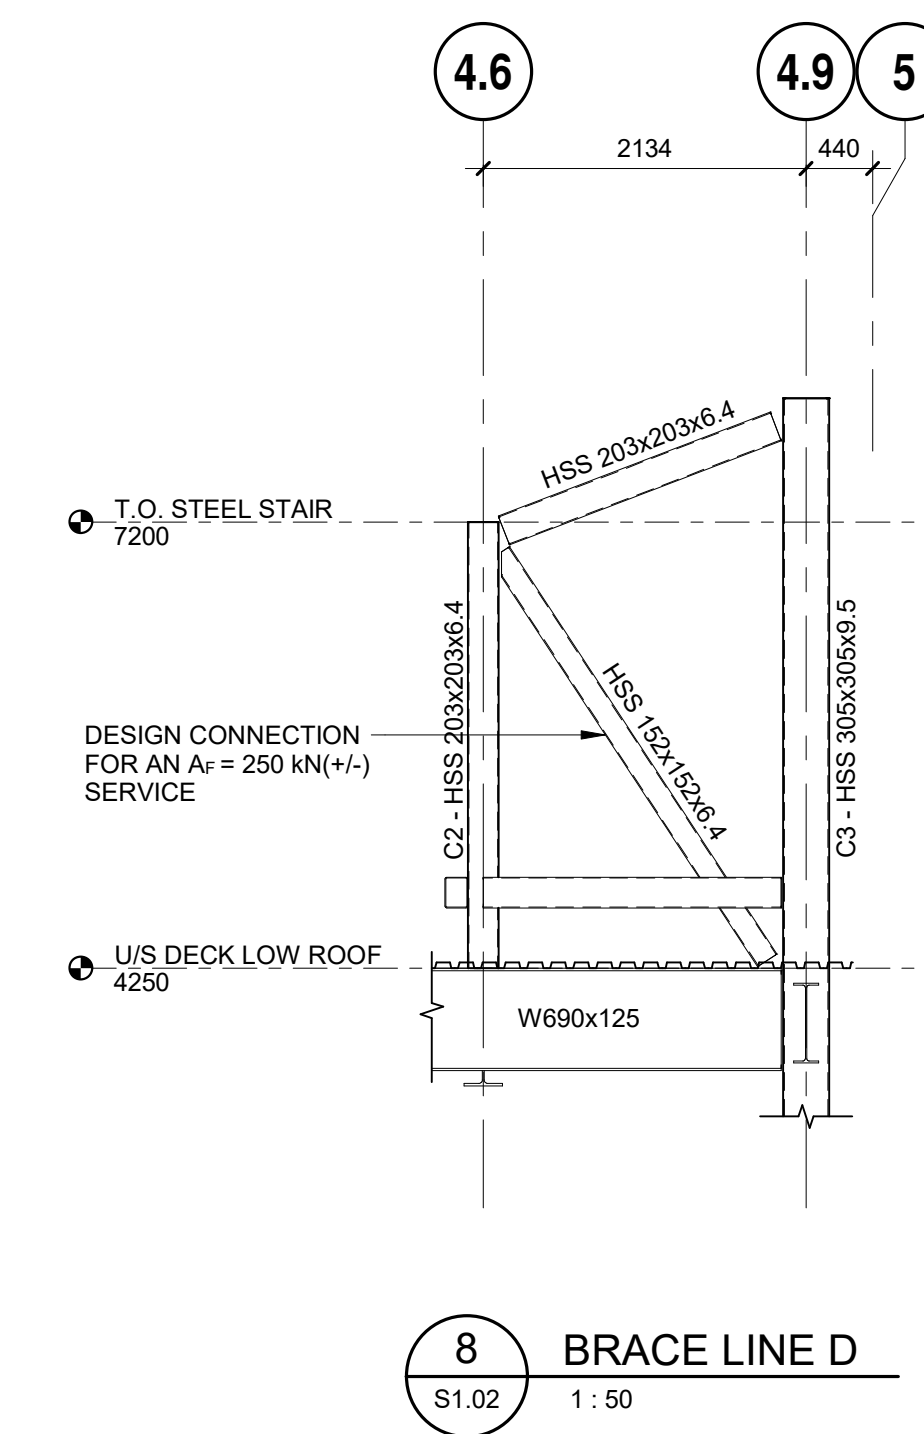 4.6
4.9
5
2134
440
HSS 203x203x6.4
T.O. STEEL STAIR
7200
C2 - HSS 203x203x6.4
HSS 152x152x6.4
C3 - HSS 305x305x9.5
DESIGN CONNECTION
FOR AN AF = 250 kN(+/-)
SERVICE
U/S DECK LOW ROOF
4250
W690x125
8
BRACE LINE D
S1.02
1 : 50